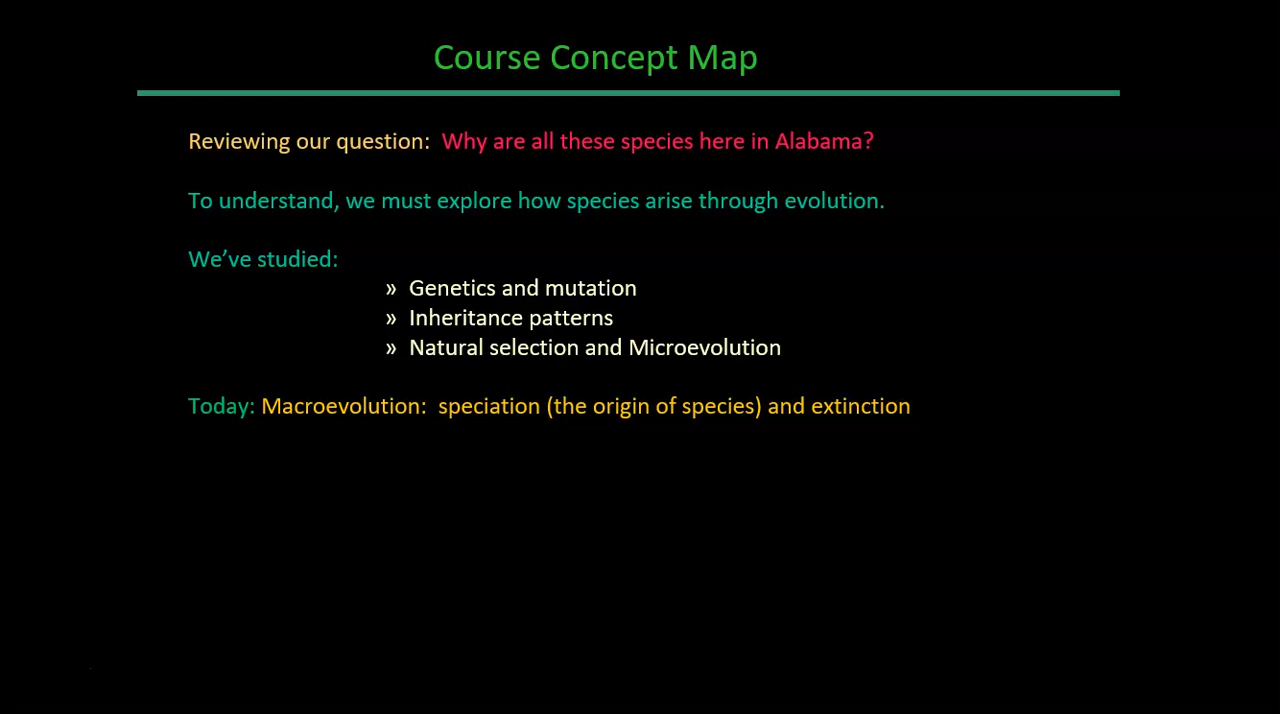 Course Concept Map
Reviewing our question:  Why are all these species here in Alabama?
To understand, we must explore how species arise through evolution.
We’ve studied:
» Genetics and mutation
» Inheritance patterns
» Natural selection and Microevolution
Today: Macroevolution:  speciation (the origin of species) and extinction